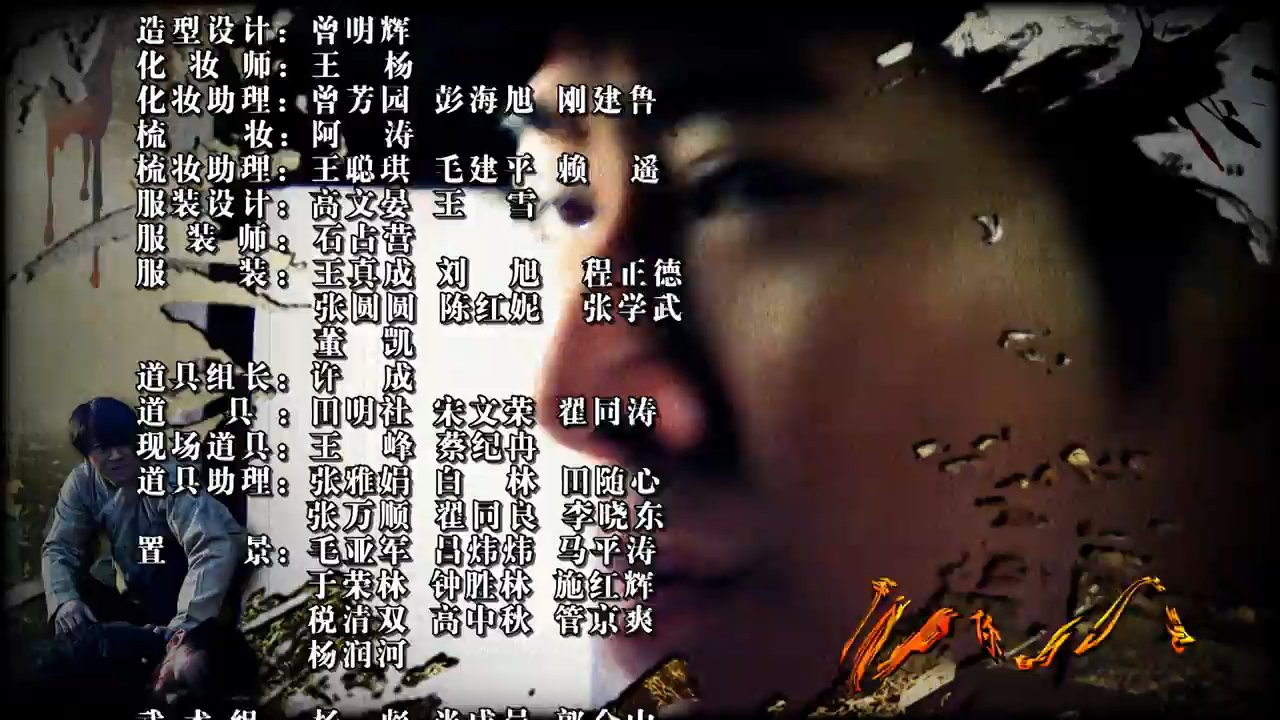 造型设计：曾明辉
化妆师：王杨
化妆助理：曾芳园 彭海旭 刚建鲁
梳妆：阿涛
梳妆助理：王聪琪 毛建平 赖遥
服装设计：高文晏 王雪
服装师：石占营
服装：王真成 刘旭 程正德
张圆圆 陈红妮 张学武
董凯
道具组长：许成
道具：田明社 宋文荣 翟同涛
现场道具：王峰 蔡纪冉
道具助理：张雅娟 白林 田随心
张万顺 翟同良 李晓东
置景：毛亚军 吕炜炜 马平涛
于荣林 钟胜林 施红辉
税清双 高中秋 管京爽
杨润河